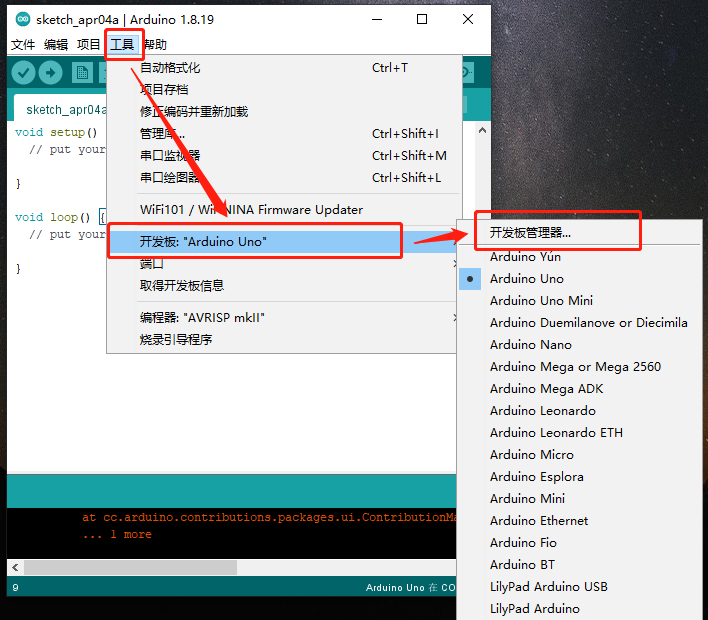 sketch_apr04a | Arduino 1.8.19
文件 编辑 项目 工具 帮助
自动格式化 Ctrl+T
项目存档
修正编码并重新加载
管理库... Ctrl+Shift+I
串口监视器 Ctrl+Shift+M
串口绘图器 Ctrl+Shift+L
WiFi101 / WiFiNINA Firmware Updater
开发板: "Arduino Uno"
端口
取得开发板信息
编程器: "AVRISP mkII"
烧录引导程序
sketch_apr04a
void setup()
// put your
}
void loop() {
// put your
}
开发板管理器...
Arduino Yún
Arduino Uno
Arduino Uno Mini
Arduino Duemilanove or Diecimila
Arduino Nano
Arduino Mega or Mega 2560
Arduino Mega ADK
Arduino Leonardo
Arduino Leonardo ETH
Arduino Micro
Arduino Esplora
Arduino Mini
Arduino Ethernet
Arduino Fio
Arduino BT
LilyPad Arduino USB
LilyPad Arduino
at cc.arduino.contributions.packages.ui.ContributionMa
... 1 more
9
Arduino Uno 在 CO